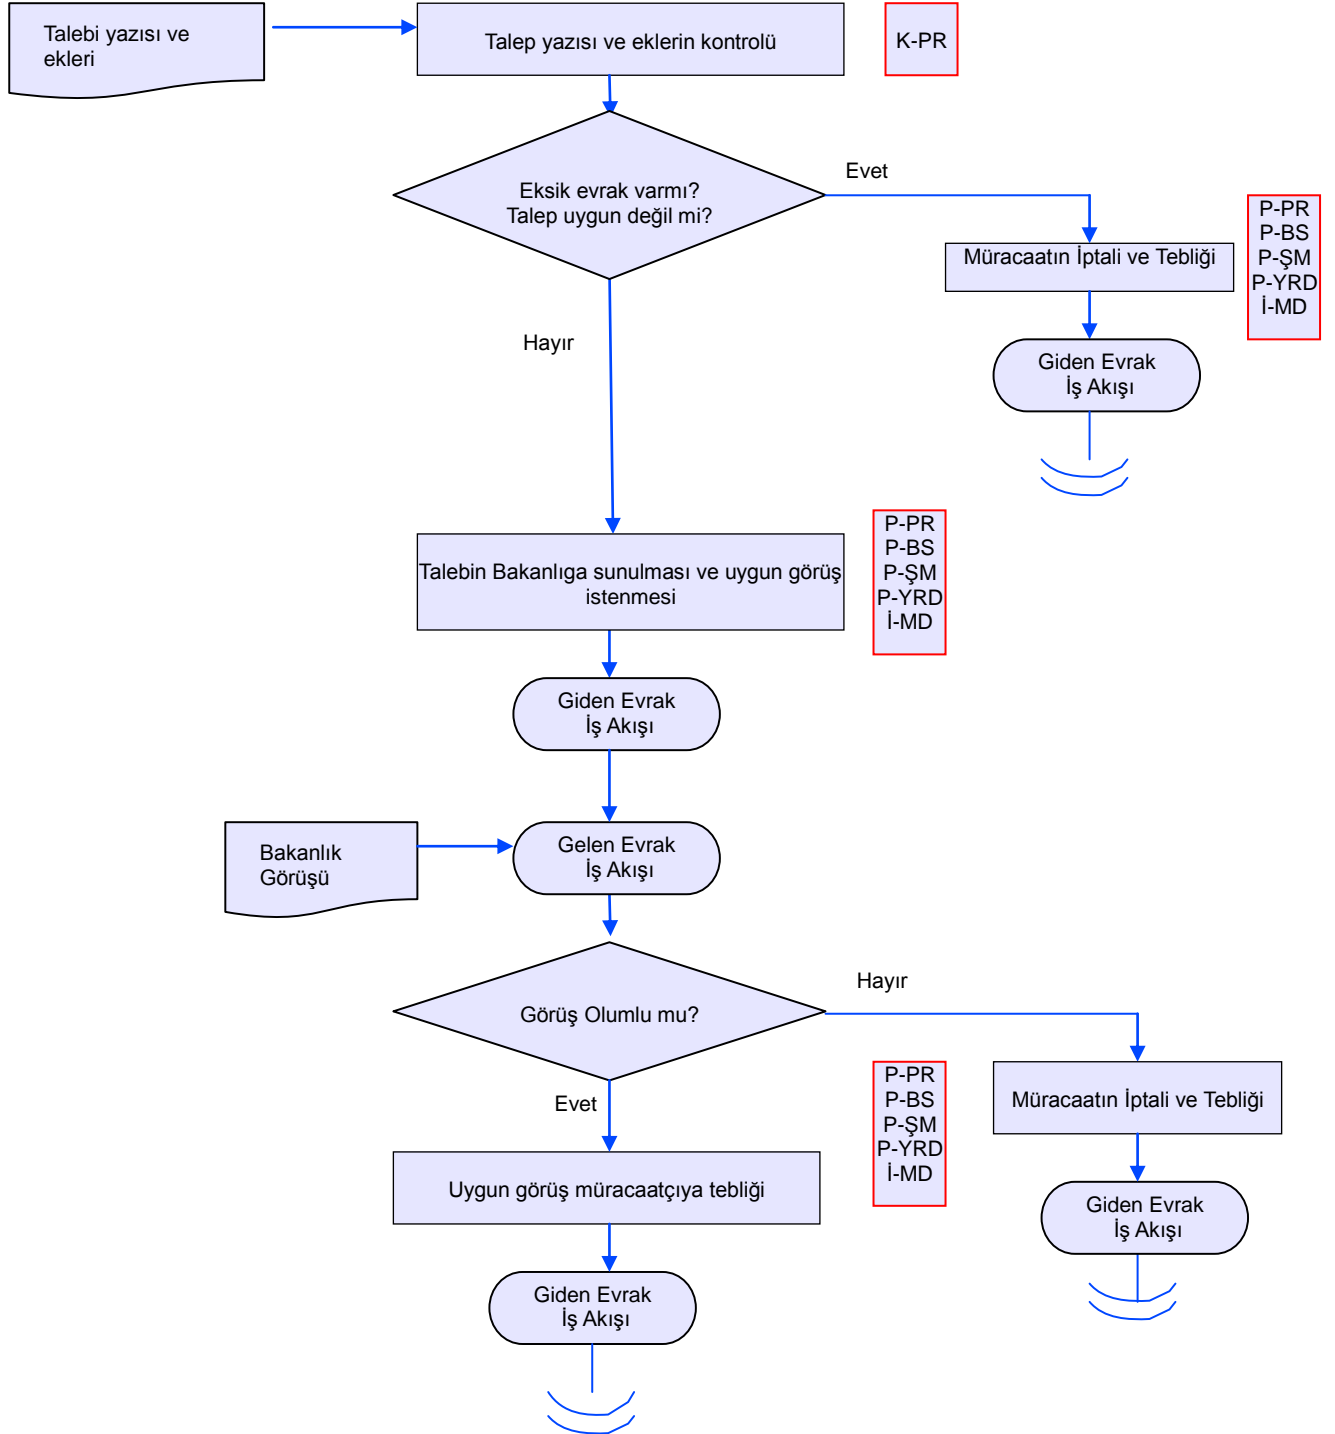 Talebi yazısı ve
ekleri
Talep yazısı ve eklerin kontrolü
K-PR
Eksik evrak varmı?
Talep uygun değil mi?
Evet
P-PR
P-BS
P-ŞM
P-YRD
İ-MD
Müracaatın İptali ve Tebliği
Hayır
Giden Evrak
İş Akışı
P-PR
P-BS
P-ŞM
P-YRD
İ-MD
Talebin Bakanlıga sunulması ve uygun görüş
istenmesi
Giden Evrak
İş Akışı
Bakanlık
Görüşü
Gelen Evrak
İş Akışı
Hayır
Görüş Olumlu mu?
P-PR
P-BS
P-ŞM
P-YRD
İ-MD
Müracaatın İptali ve Tebliği
Evet
Uygun görüş müracaatçıya tebliği
Giden Evrak
İş Akışı
Giden Evrak
İş Akışı